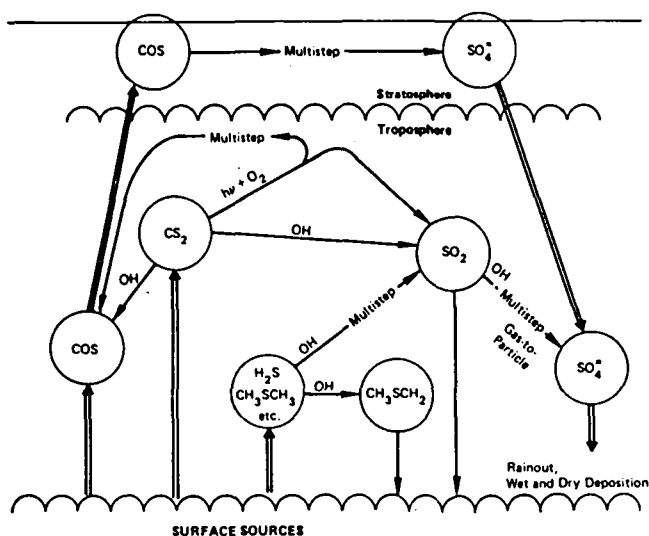 COS
Multistep
SO₄⁼
Stratosphere
Troposphere
Multistep
hν + O₂
CS₂
OH
OH
SO₂
OH
Multistep
Gas-to-
Particle
COS
OH
Multistep
H₂S
CH₃SCH₃
etc.
OH
CH₃SCH₂
SO₄⁼
Rainout,
Wet and Dry Deposition
SURFACE SOURCES